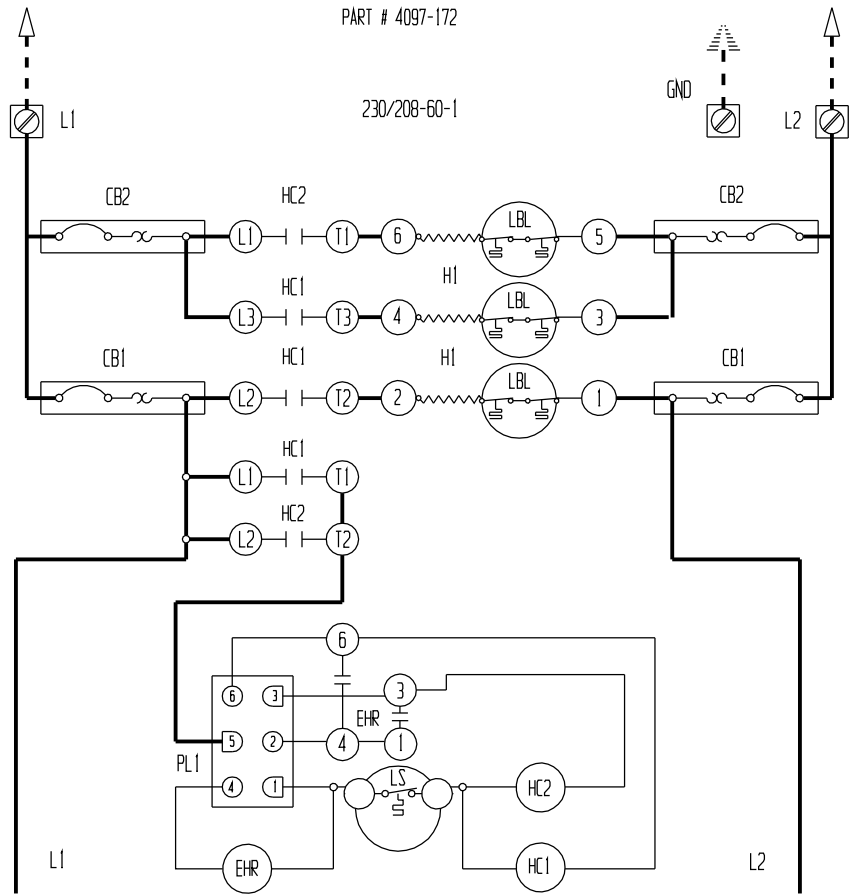 PART # 4097-172
230/208-60-1
GND
L1
L2
CB2
HC2
CB2
L1
T1
6
LBL
5
HC1
H1
L3
T3
4
LBL
3
CB1
HC1
H1
CB1
L2
T2
2
LBL
1
HC1
L1
T1
HC2
L2
T2
6
6
3
3
EHR
5
2
4
1
PL1
4
1
LS
HC2
L1
EHR
HC1
L2